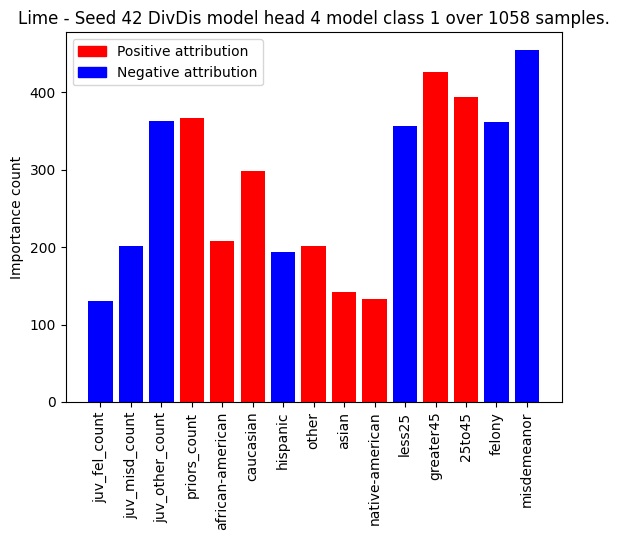 Lime - Seed 42 DivDis model head 4 model class 1 over 1058 samples.
Positive attribution
Negative attribution
Importance count
400
300
200
100
0
juv_fel_count
juv_misd_count
juv_other_count
priors_count
african-american
caucasian
hispanic
other
asian
native-american
less25
greater45
25to45
felony
misdemeanor